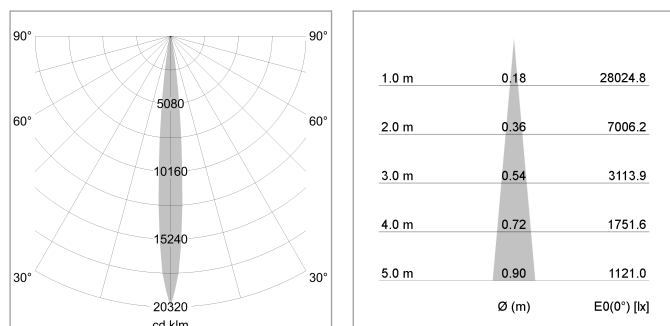 90° 90°
5080
60° 60°
10160
15240
30° 30°
20320
cd klm
1.0 m 0.18 28024.8
2.0 m 0.36 7006.2
3.0 m 0.54 3113.9
4.0 m 0.72 1751.6
5.0 m 0.90 1121.0
Ø (m) E0(0°) [lx]